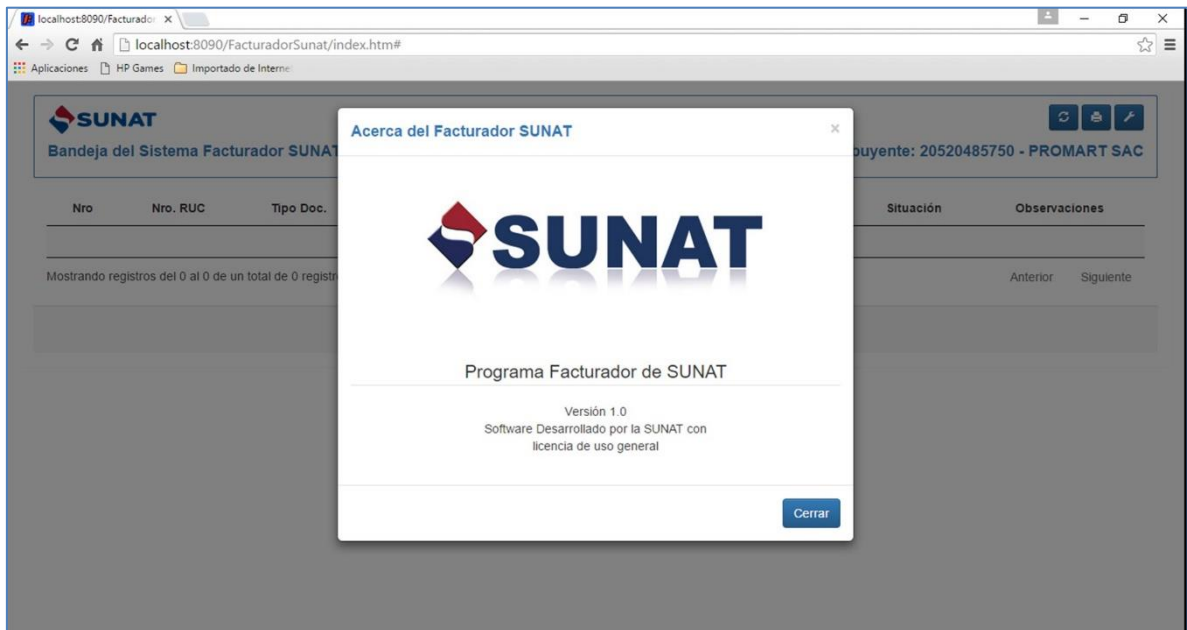 localhost:8090/Facturador
localhost:8090/FacturadorSunat/index.htm#
Aplicaciones HP Games Importado de Interne
SUNAT
Bandeja del Sistema Facturador SUNAT
buyente: 20520485750 - PROMART SAC
Nro Nro. RUC Tipo Doc. Situación Observaciones
Mostrando registros del 0 al 0 de un total de 0 registr
Anterior Siguiente
Acerca del Facturador SUNAT ×
SUNAT
Programa Facturador de SUNAT
Versión 1.0
Software Desarrollado por la SUNAT con
licencia de uso general
Cerrar